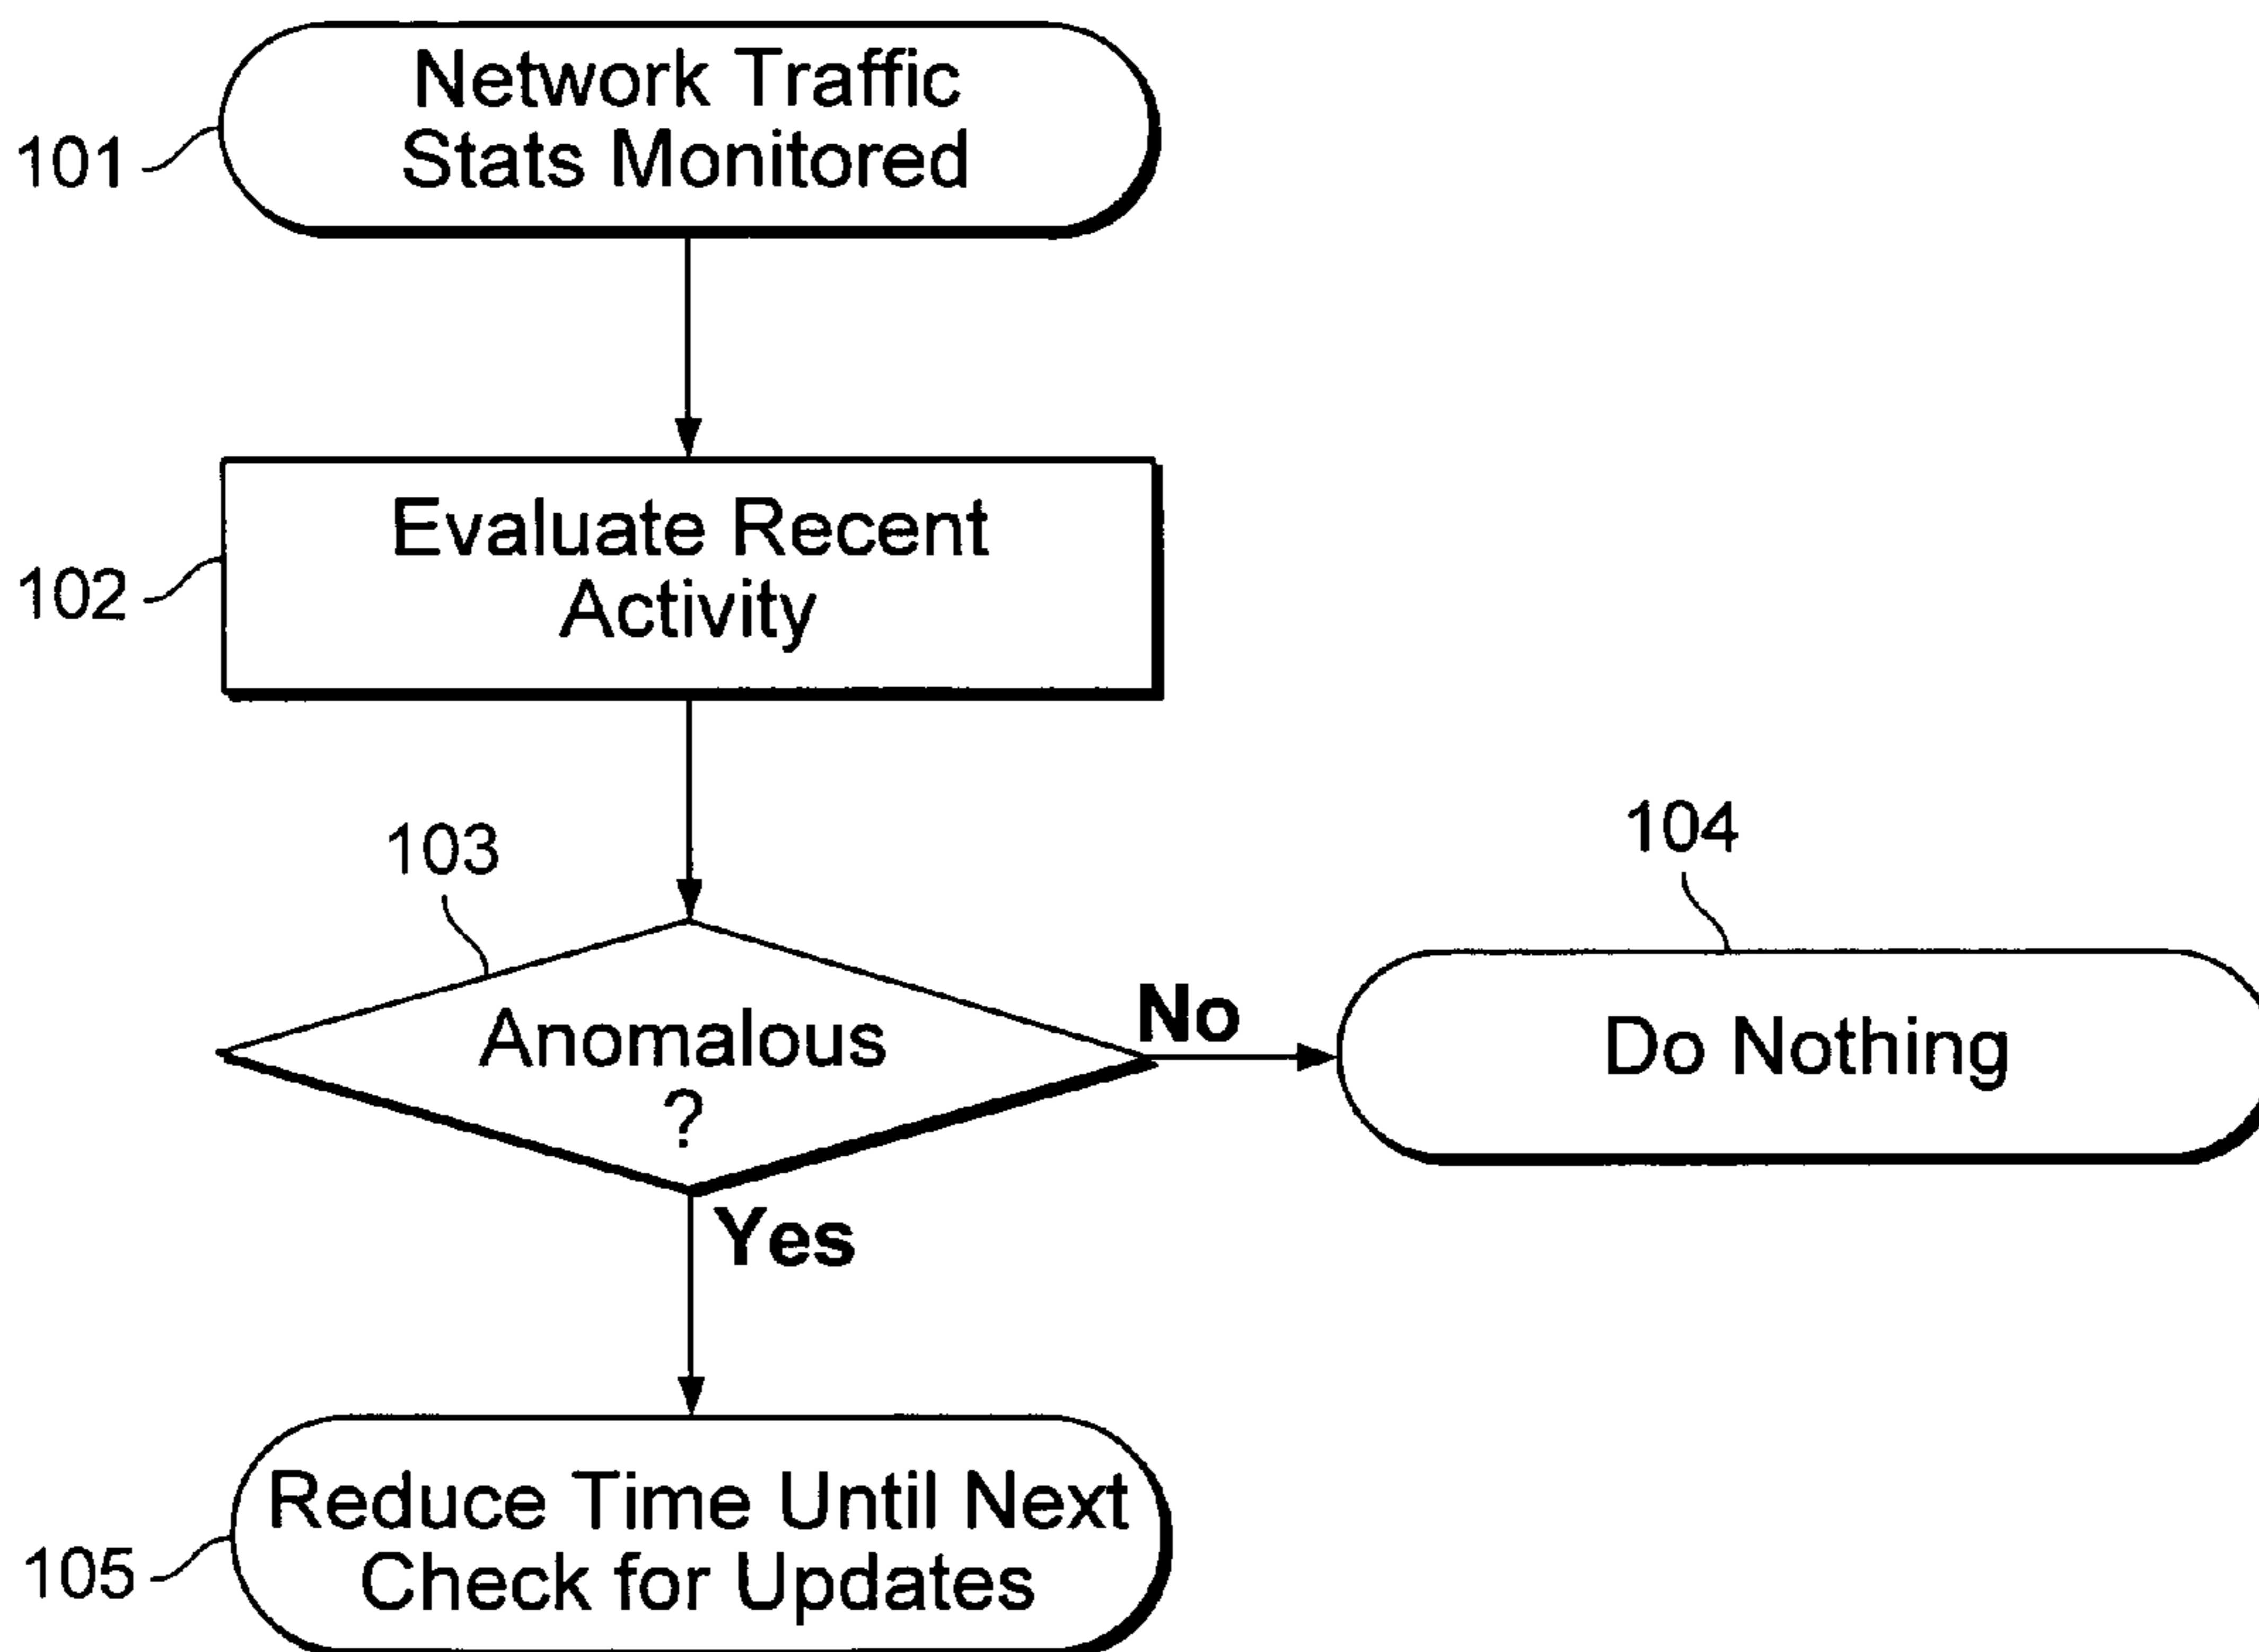 Network Traffic
Stats Monitored
101
Evaluate Recent
Activity
102
103
104
Anomalous
?
No
Do Nothing
Yes
Reduce Time Until Next
Check for Updates
105